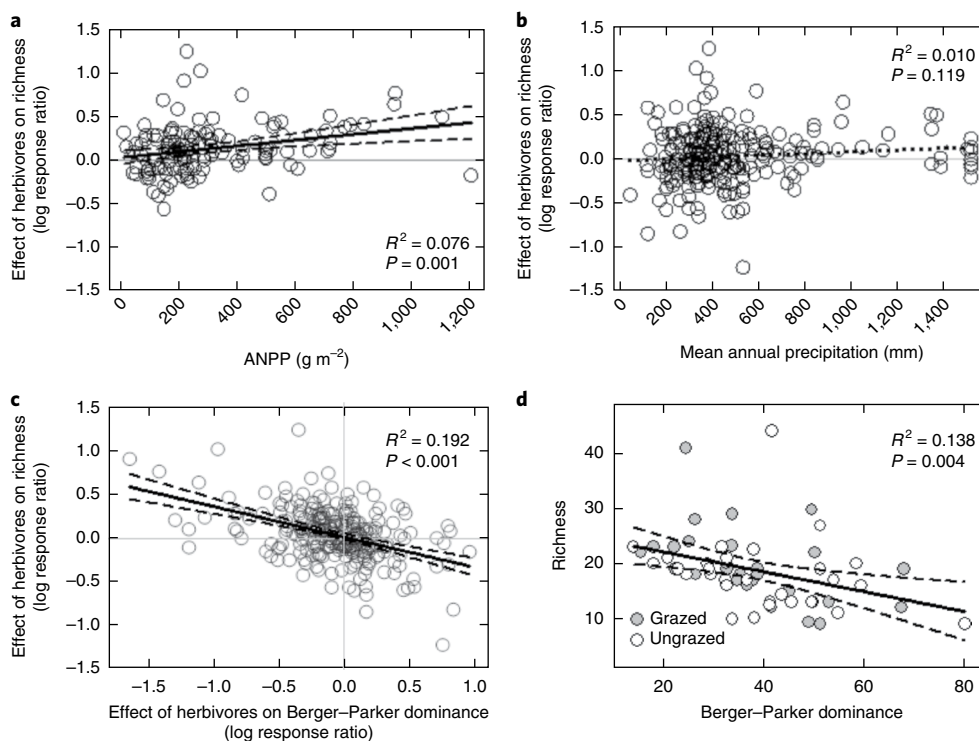 a
Effect of herbivores on richness
(log response ratio)
1.5
1.0
0.5
0.0
−0.5
−1.0
−1.5
R² = 0.076
P = 0.001
0
200
400
600
800
1,000
1,200
ANPP (g m⁻²)
b
Effect of herbivores on richness
(log response ratio)
1.5
1.0
0.5
0.0
−0.5
−1.0
−1.5
R² = 0.010
P = 0.119
0
200
400
600
800
1,000
1,200
1,400
Mean annual precipitation (mm)
c
Effect of herbivores on richness
(log response ratio)
1.5
1.0
0.5
0.0
−0.5
−1.0
−1.5
R² = 0.192
P < 0.001
−1.5
−1.0
−0.5
0.0
0.5
1.0
Effect of herbivores on Berger–Parker dominance
(log response ratio)
d
Richness
40
30
20
10
R² = 0.138
P = 0.004
Grazed
Ungrazed
20
40
60
80
Berger–Parker dominance